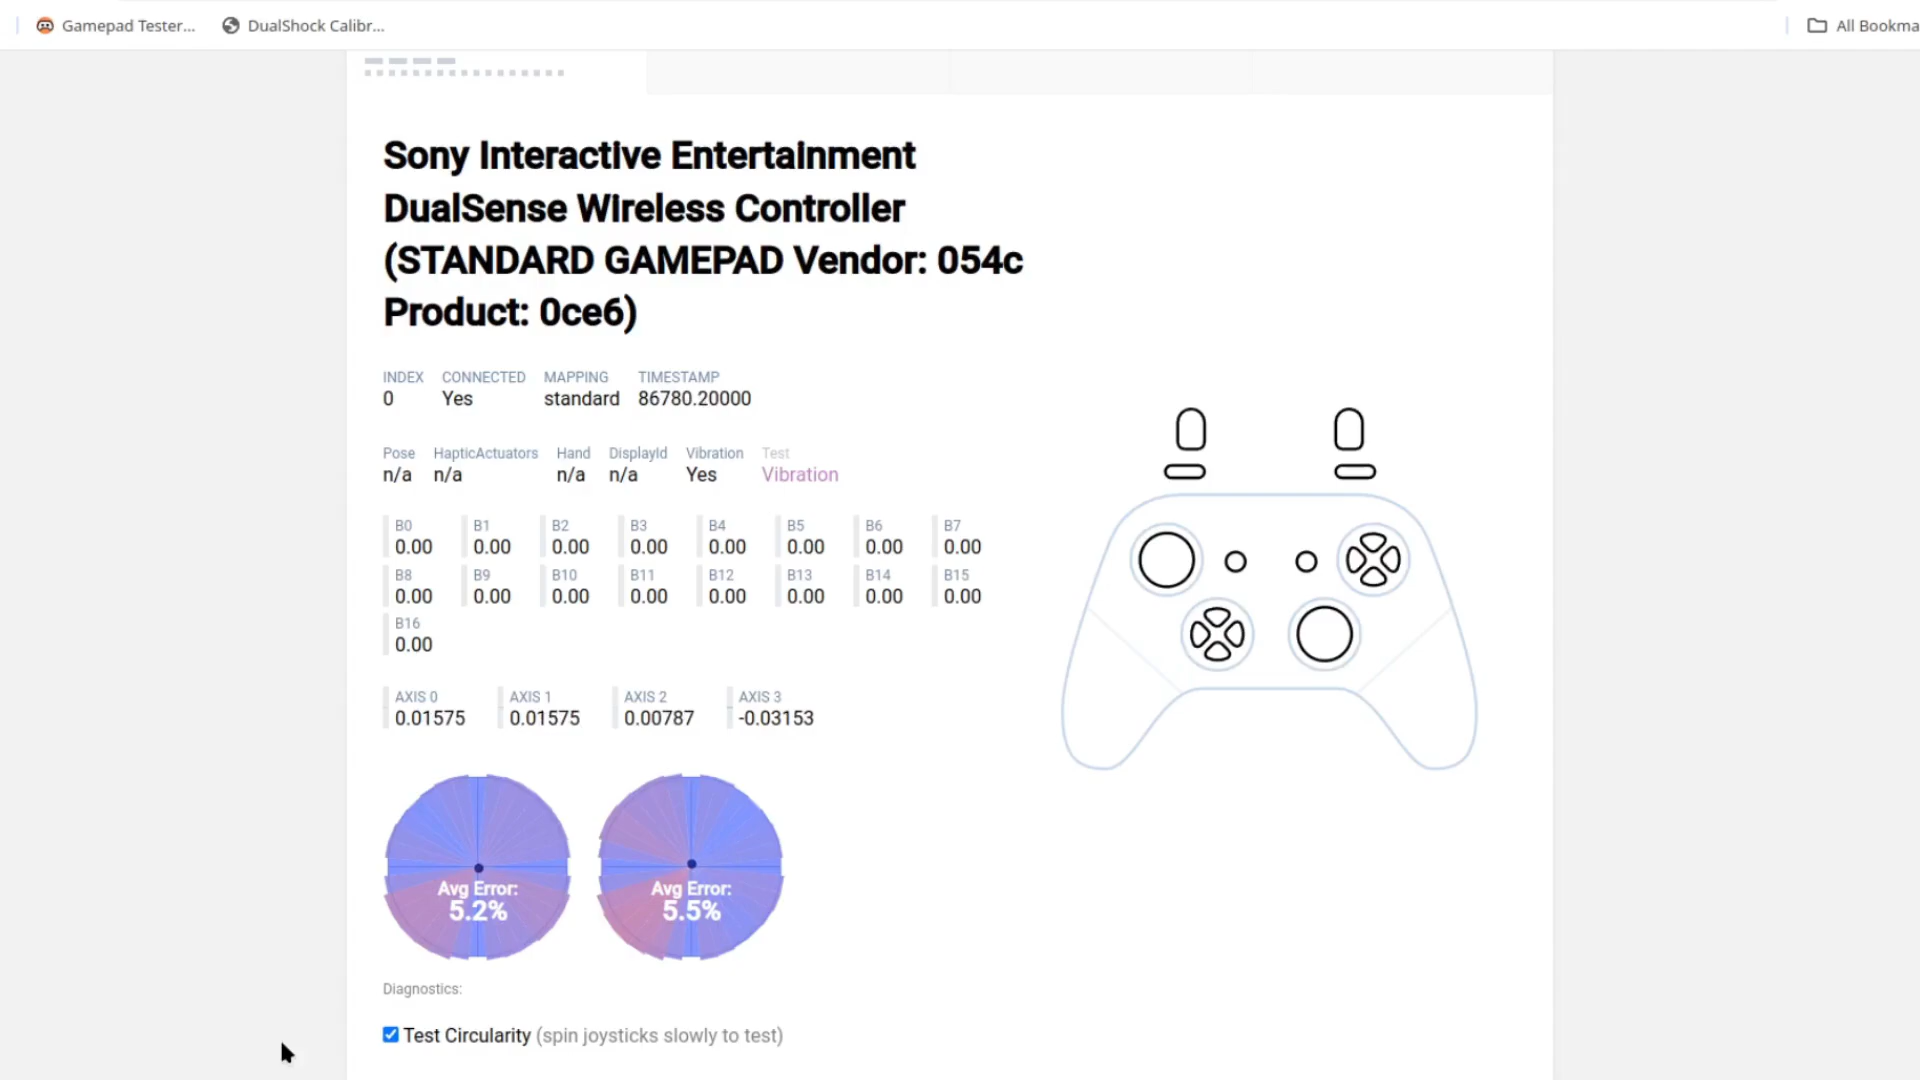 Gamepad Tester... DualShock Calibr... All Bookma
Sony Interactive Entertainment
DualSense Wireless Controller
(STANDARD GAMEPAD Vendor: 054c
Product: 0ce6)
INDEX CONNECTED MAPPING TIMESTAMP
0 Yes standard 86780.20000
Pose HapticActuators Hand DisplayId Vibration Test
n/a n/a n/a n/a Yes Vibration
B0 B1 B2 B3 B4 B5 B6 B7
0.00 0.00 0.00 0.00 0.00 0.00 0.00 0.00
B8 B9 B10 B11 B12 B13 B14 B15
0.00 0.00 0.00 0.00 0.00 0.00 0.00 0.00
B16
0.00
AXIS 0 AXIS 1 AXIS 2 AXIS 3
0.01575 0.01575 0.00787 -0.03153
Avg Error: Avg Error:
5.2% 5.5%
Diagnostics:
Test Circularity (spin joysticks slowly to test)